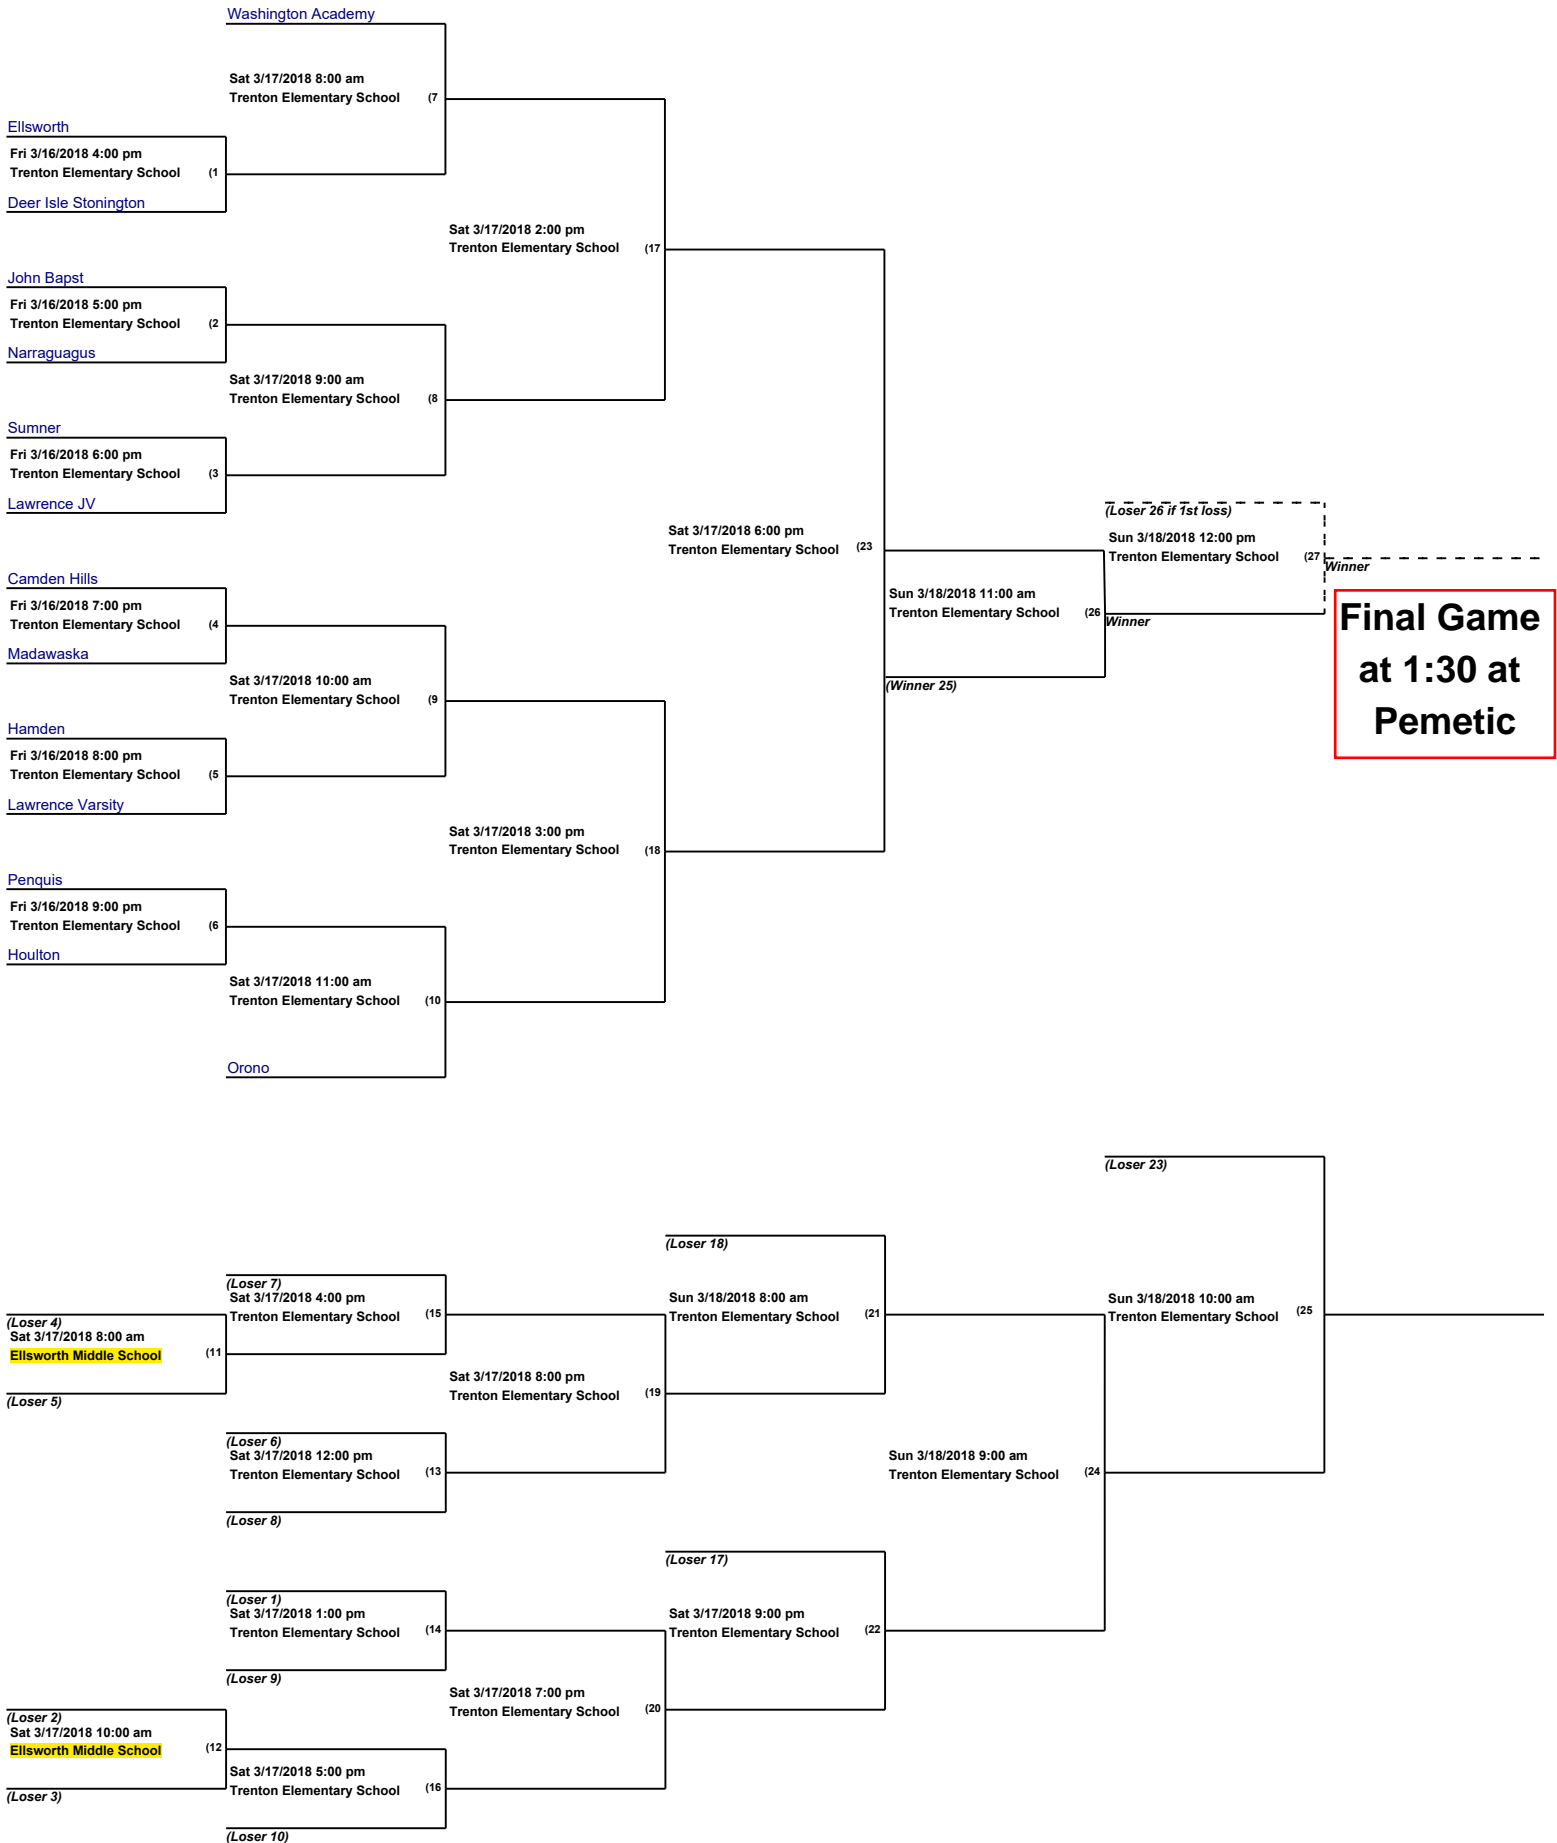 Washington Academy
Sat 3/17/2018 8:00 am
Trenton Elementary School (7
Ellsworth
Fri 3/16/2018 4:00 pm
Trenton Elementary School (1
Deer Isle Stonington
Sat 3/17/2018 2:00 pm
Trenton Elementary School (17
John Bapst
Fri 3/16/2018 5:00 pm
Trenton Elementary School (2
Narraguagus
Sat 3/17/2018 9:00 am
Trenton Elementary School (8
Sumner
Fri 3/16/2018 6:00 pm
Trenton Elementary School (3
Lawrence JV
Sat 3/17/2018 6:00 pm
Trenton Elementary School (23
(Loser 26 if 1st loss)
Sun 3/18/2018 12:00 pm
Trenton Elementary School (27
Winner
Camden Hills
Fri 3/16/2018 7:00 pm
Trenton Elementary School (4
Madawaska
Sun 3/18/2018 11:00 am
Trenton Elementary School (26
Winner
Final Game
at 1:30 at
Pemetic
Sat 3/17/2018 10:00 am
Trenton Elementary School (9
(Winner 25)
Hamden
Fri 3/16/2018 8:00 pm
Trenton Elementary School (5
Lawrence Varsity
Sat 3/17/2018 3:00 pm
Trenton Elementary School (18
Penquis
Fri 3/16/2018 9:00 pm
Trenton Elementary School (6
Houlton
Sat 3/17/2018 11:00 am
Trenton Elementary School (10
Orono
(Loser 23)
(Loser 18)
(Loser 7)
Sat 3/17/2018 4:00 pm
Trenton Elementary School (15
Sun 3/18/2018 8:00 am
Trenton Elementary School (21
Sun 3/18/2018 10:00 am
Trenton Elementary School (25
(Loser 4)
Sat 3/17/2018 8:00 am
Ellsworth Middle School (11
(Loser 5)
Sat 3/17/2018 8:00 pm
Trenton Elementary School (19
(Loser 6)
Sat 3/17/2018 12:00 pm
Trenton Elementary School (13
(Loser 8)
Sun 3/18/2018 9:00 am
Trenton Elementary School (24
(Loser 17)
(Loser 1)
Sat 3/17/2018 1:00 pm
Trenton Elementary School (14
(Loser 9)
Sat 3/17/2018 9:00 pm
Trenton Elementary School (22
Sat 3/17/2018 7:00 pm
Trenton Elementary School (20
(Loser 2)
Sat 3/17/2018 10:00 am
Ellsworth Middle School (12
(Loser 3)
Sat 3/17/2018 5:00 pm
Trenton Elementary School (16
(Loser 10)